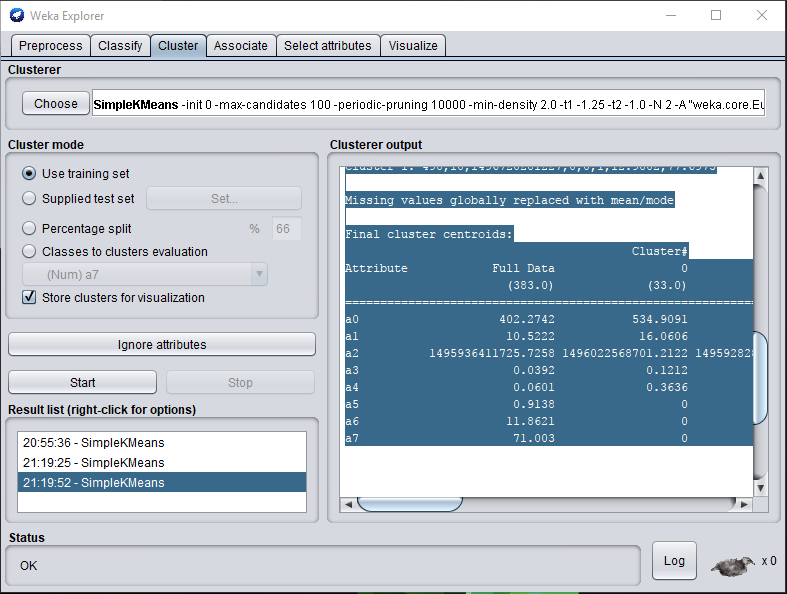 Weka Explorer
Preprocess Classify Cluster Associate Select attributes Visualize
Clusterer
Choose SimpleKMeans -init 0 -max-candidates 100 -periodic-pruning 10000 -min-density 2.0 -t1 -1.25 -t2 -1.0 -N 2 -A "weka.core.Eu
Cluster mode
Use training set
Supplied test set Set...
Percentage split % 66
Classes to clusters evaluation
(Num) a7
Store clusters for visualization
Ignore attributes
Start Stop
Result list (right-click for options)
20:55:36 - SimpleKMeans
21:19:25 - SimpleKMeans
21:19:52 - SimpleKMeans
Clusterer output
Missing values globally replaced with mean/mode
Final cluster centroids:
Cluster#
Attribute Full Data 0
(383.0) (33.0)
==========================================================
a0 402.2742 534.9091
a1 10.5222 16.0606
a2 1495936411725.7258 1496022568701.2122 149592828
a3 0.0392 0.1212
a4 0.0601 0.3636
a5 0.9138 0
a6 11.8621 0
a7 71.003 0
Status
OK
Log x 0